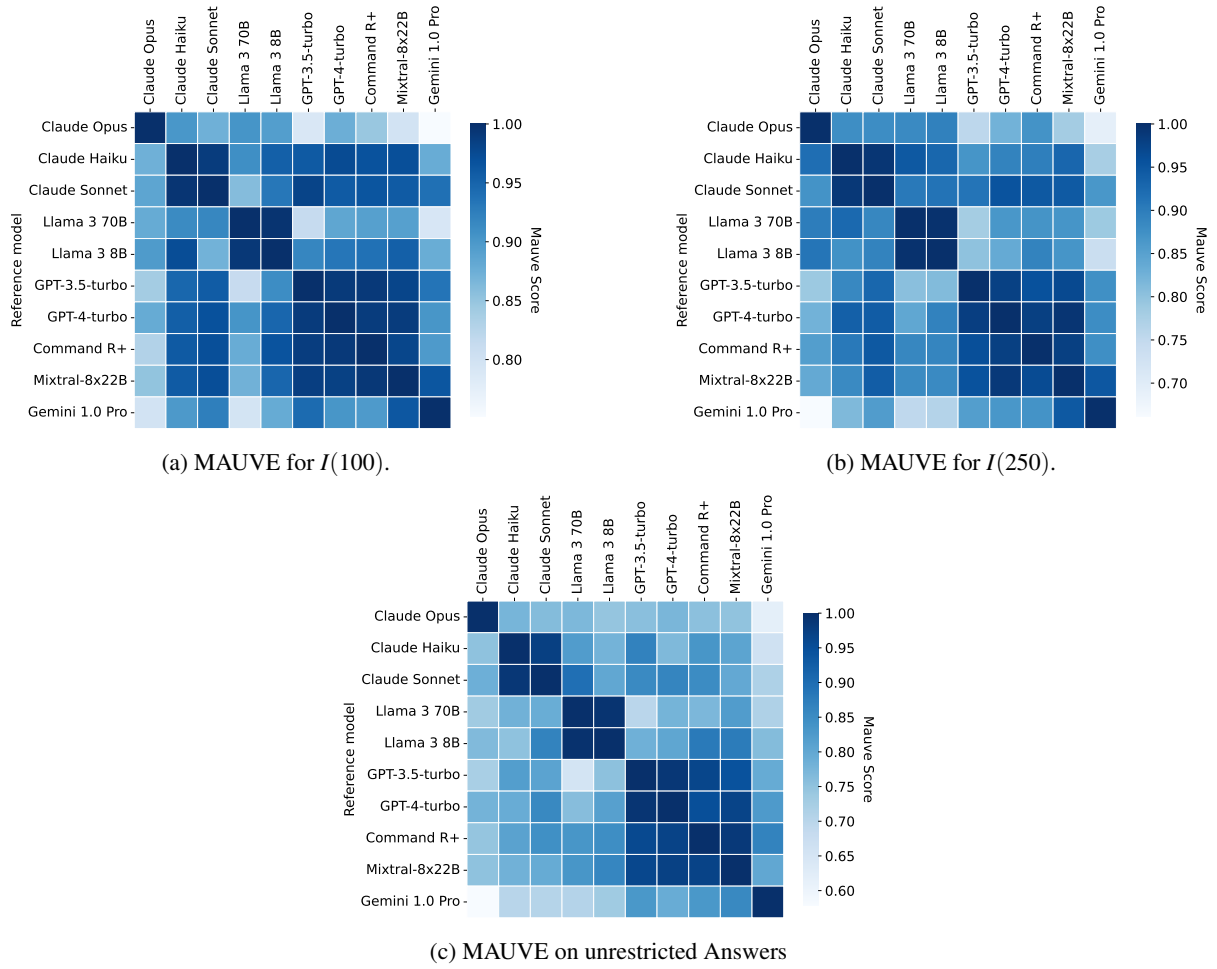 Claude Opus
Claude Haiku
Claude Sonnet
Llama 3 70B
Llama 3 8B
GPT-3.5-turbo
GPT-4-turbo
Command R+
Mixtral-8x22B
Gemini 1.0 Pro
Reference model
Claude Opus
Claude Haiku
Claude Sonnet
Llama 3 70B
Llama 3 8B
GPT-3.5-turbo
GPT-4-turbo
Command R+
Mixtral-8x22B
Gemini 1.0 Pro
1.00
0.95
0.90
0.85
0.80
Mauve Score
(a) MAUVE for I(100).
Claude Opus
Claude Haiku
Claude Sonnet
Llama 3 70B
Llama 3 8B
GPT-3.5-turbo
GPT-4-turbo
Command R+
Mixtral-8x22B
Gemini 1.0 Pro
Reference model
Claude Opus
Claude Haiku
Claude Sonnet
Llama 3 70B
Llama 3 8B
GPT-3.5-turbo
GPT-4-turbo
Command R+
Mixtral-8x22B
Gemini 1.0 Pro
1.00
0.95
0.90
0.85
0.80
0.75
0.70
Mauve Score
(b) MAUVE for I(250).
Claude Opus
Claude Haiku
Claude Sonnet
Llama 3 70B
Llama 3 8B
GPT-3.5-turbo
GPT-4-turbo
Command R+
Mixtral-8x22B
Gemini 1.0 Pro
Reference model
Claude Opus
Claude Haiku
Claude Sonnet
Llama 3 70B
Llama 3 8B
GPT-3.5-turbo
GPT-4-turbo
Command R+
Mixtral-8x22B
Gemini 1.0 Pro
1.00
0.95
0.90
0.85
0.80
0.75
0.70
0.65
0.60
Mauve Score
(c) MAUVE on unrestricted Answers